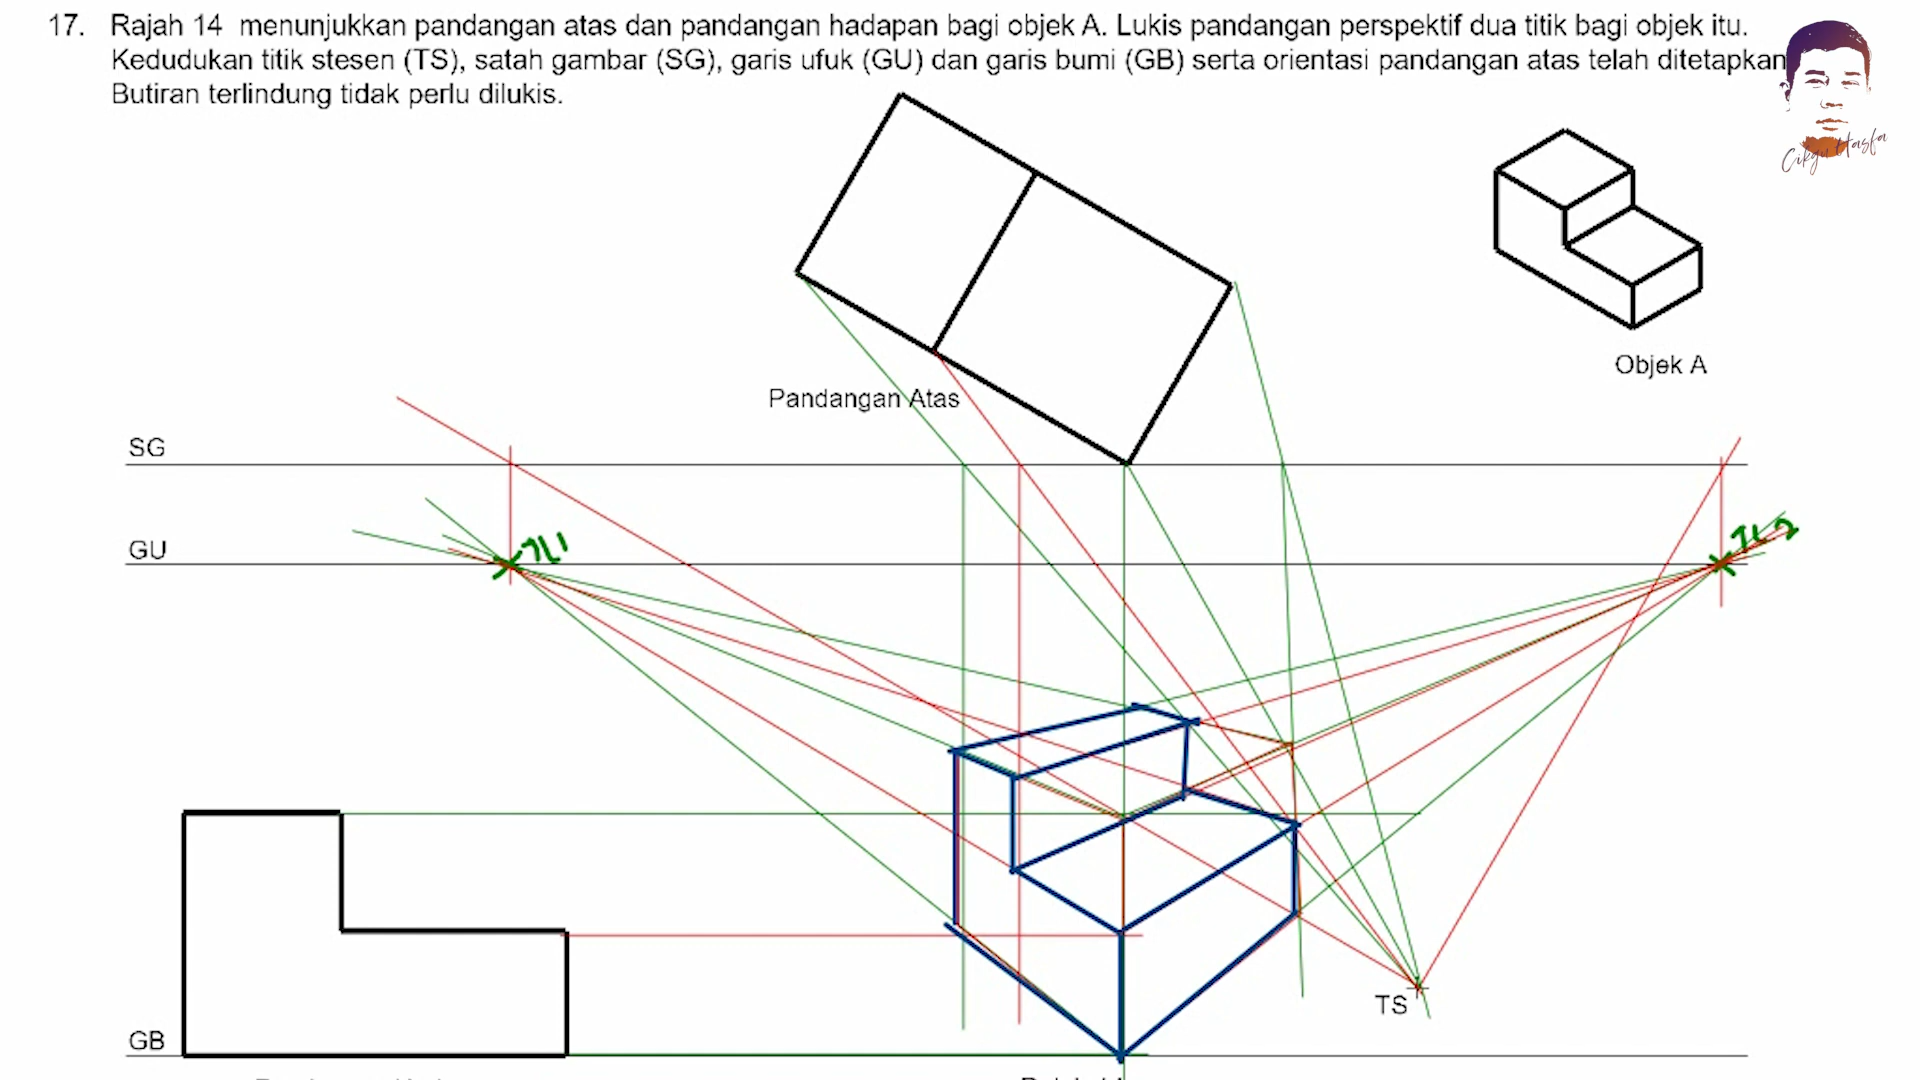 17. Rajah 14 menunjukkan pandangan atas dan pandangan hadapan bagi objek A. Lukis pandangan perspektif dua titik bagi objek itu.
Kedudukan titik stesen (TS), satah gambar (SG), garis ufuk (GU) dan garis bumi (GB) serta orientasi pandangan atas telah ditetapkan
Butiran terlindung tidak perlu dilukis.
Cikgu Hasfa
Objek A
Pandangan Atas
SG
GU
TL1
TL2
TS
GB